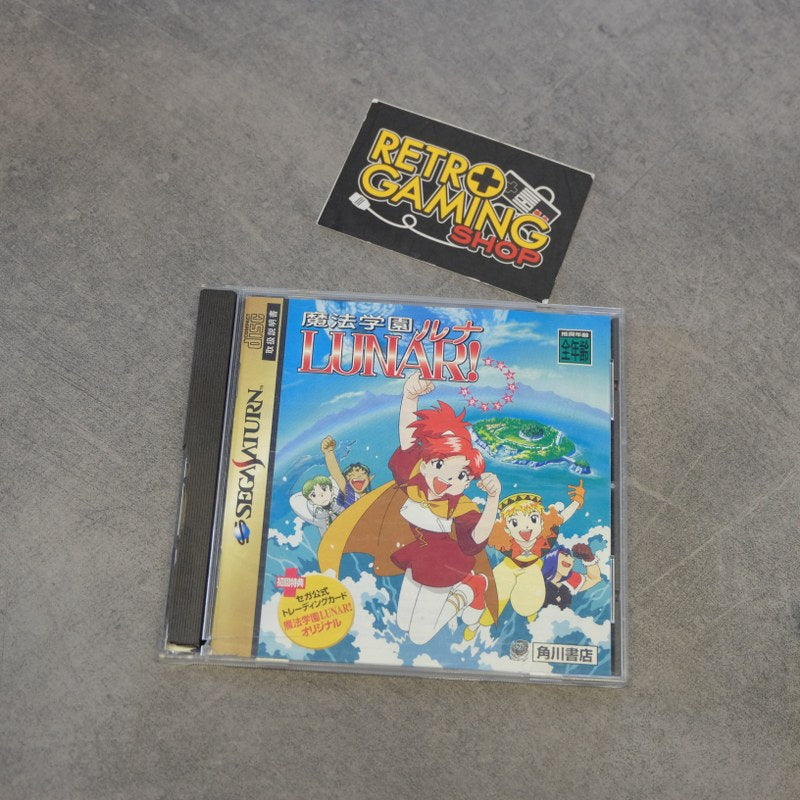 RETRO
GAMING
SHOP
disc
取扱説明書
SEGA SATURN™
魔法学園ルナ
LUNAR!
推奨年齢
全年齢
初回特典
セガ公式
トレーディングカード
魔法学園LUNAR!
オリジナル
角川書店